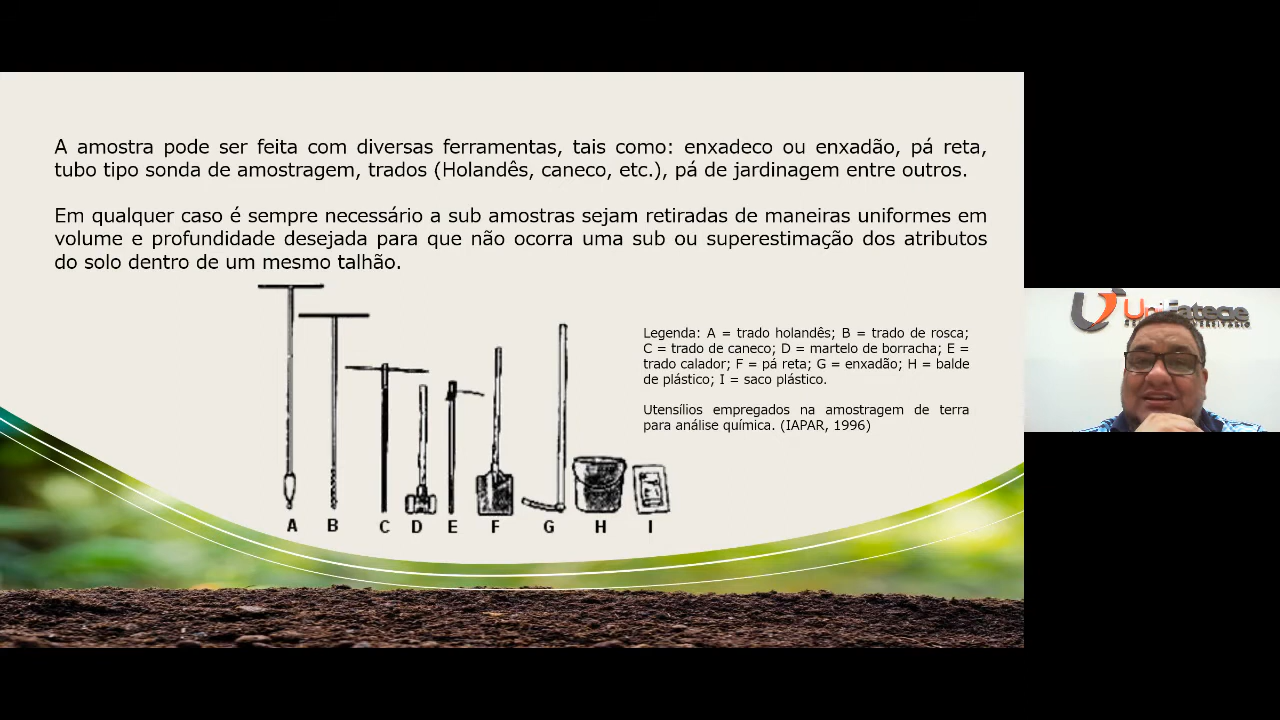 A amostra pode ser feita com diversas ferramentas, tais como: enxadeco ou enxadão, pá reta,
tubo tipo sonda de amostragem, trados (Holandês, caneco, etc.), pá de jardinagem entre outros.
Em qualquer caso é sempre necessário a sub amostras sejam retiradas de maneiras uniformes em
volume e profundidade desejada para que não ocorra uma sub ou superestimação dos atributos
do solo dentro de um mesmo talhão.
Legenda: A = trado holandês; B = trado de rosca;
C = trado de caneco; D = martelo de borracha; E =
trado calador; F = pá reta; G = enxadão; H = balde
de plástico; I = saco plástico.
Utensílios empregados na amostragem de terra
para análise química. (IAPAR, 1996)
A B C D E F G H I